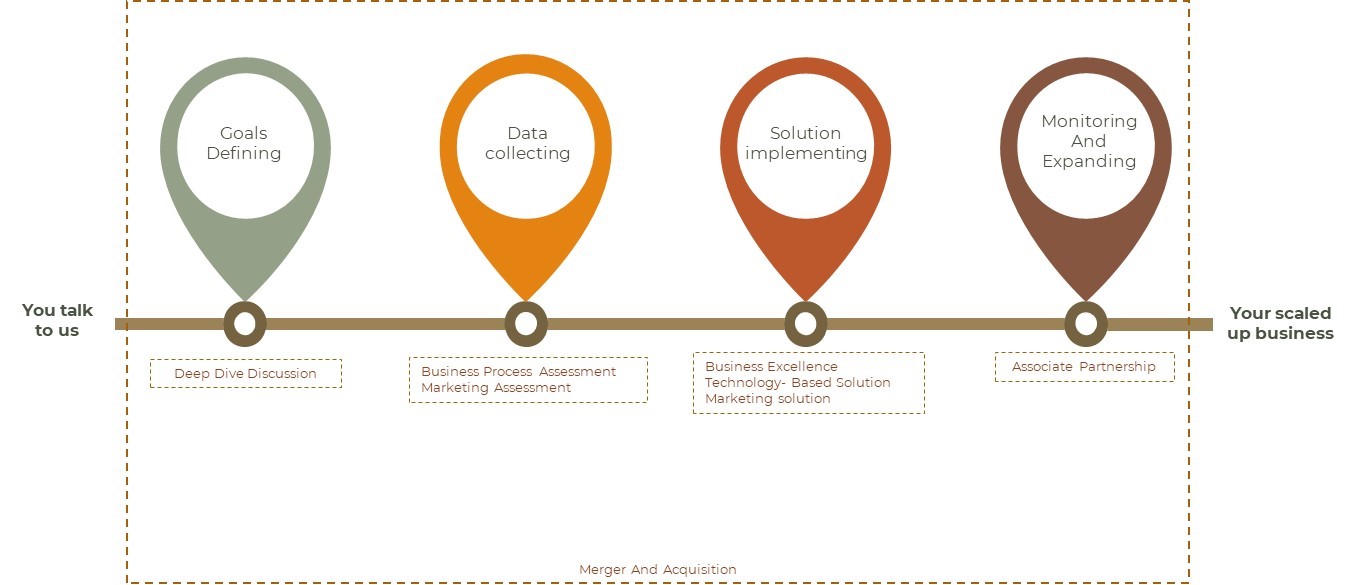 Goals
Defining
Data
collecting
Solution
implementing
Monitoring
And
Expanding
You talk
to us
Your scaled
up business
Deep Dive Discussion
Business Process Assessment
Marketing Assessment
Business Excellence
Technology- Based Solution
Marketing solution
Associate Partnership
Merger And Acquisition